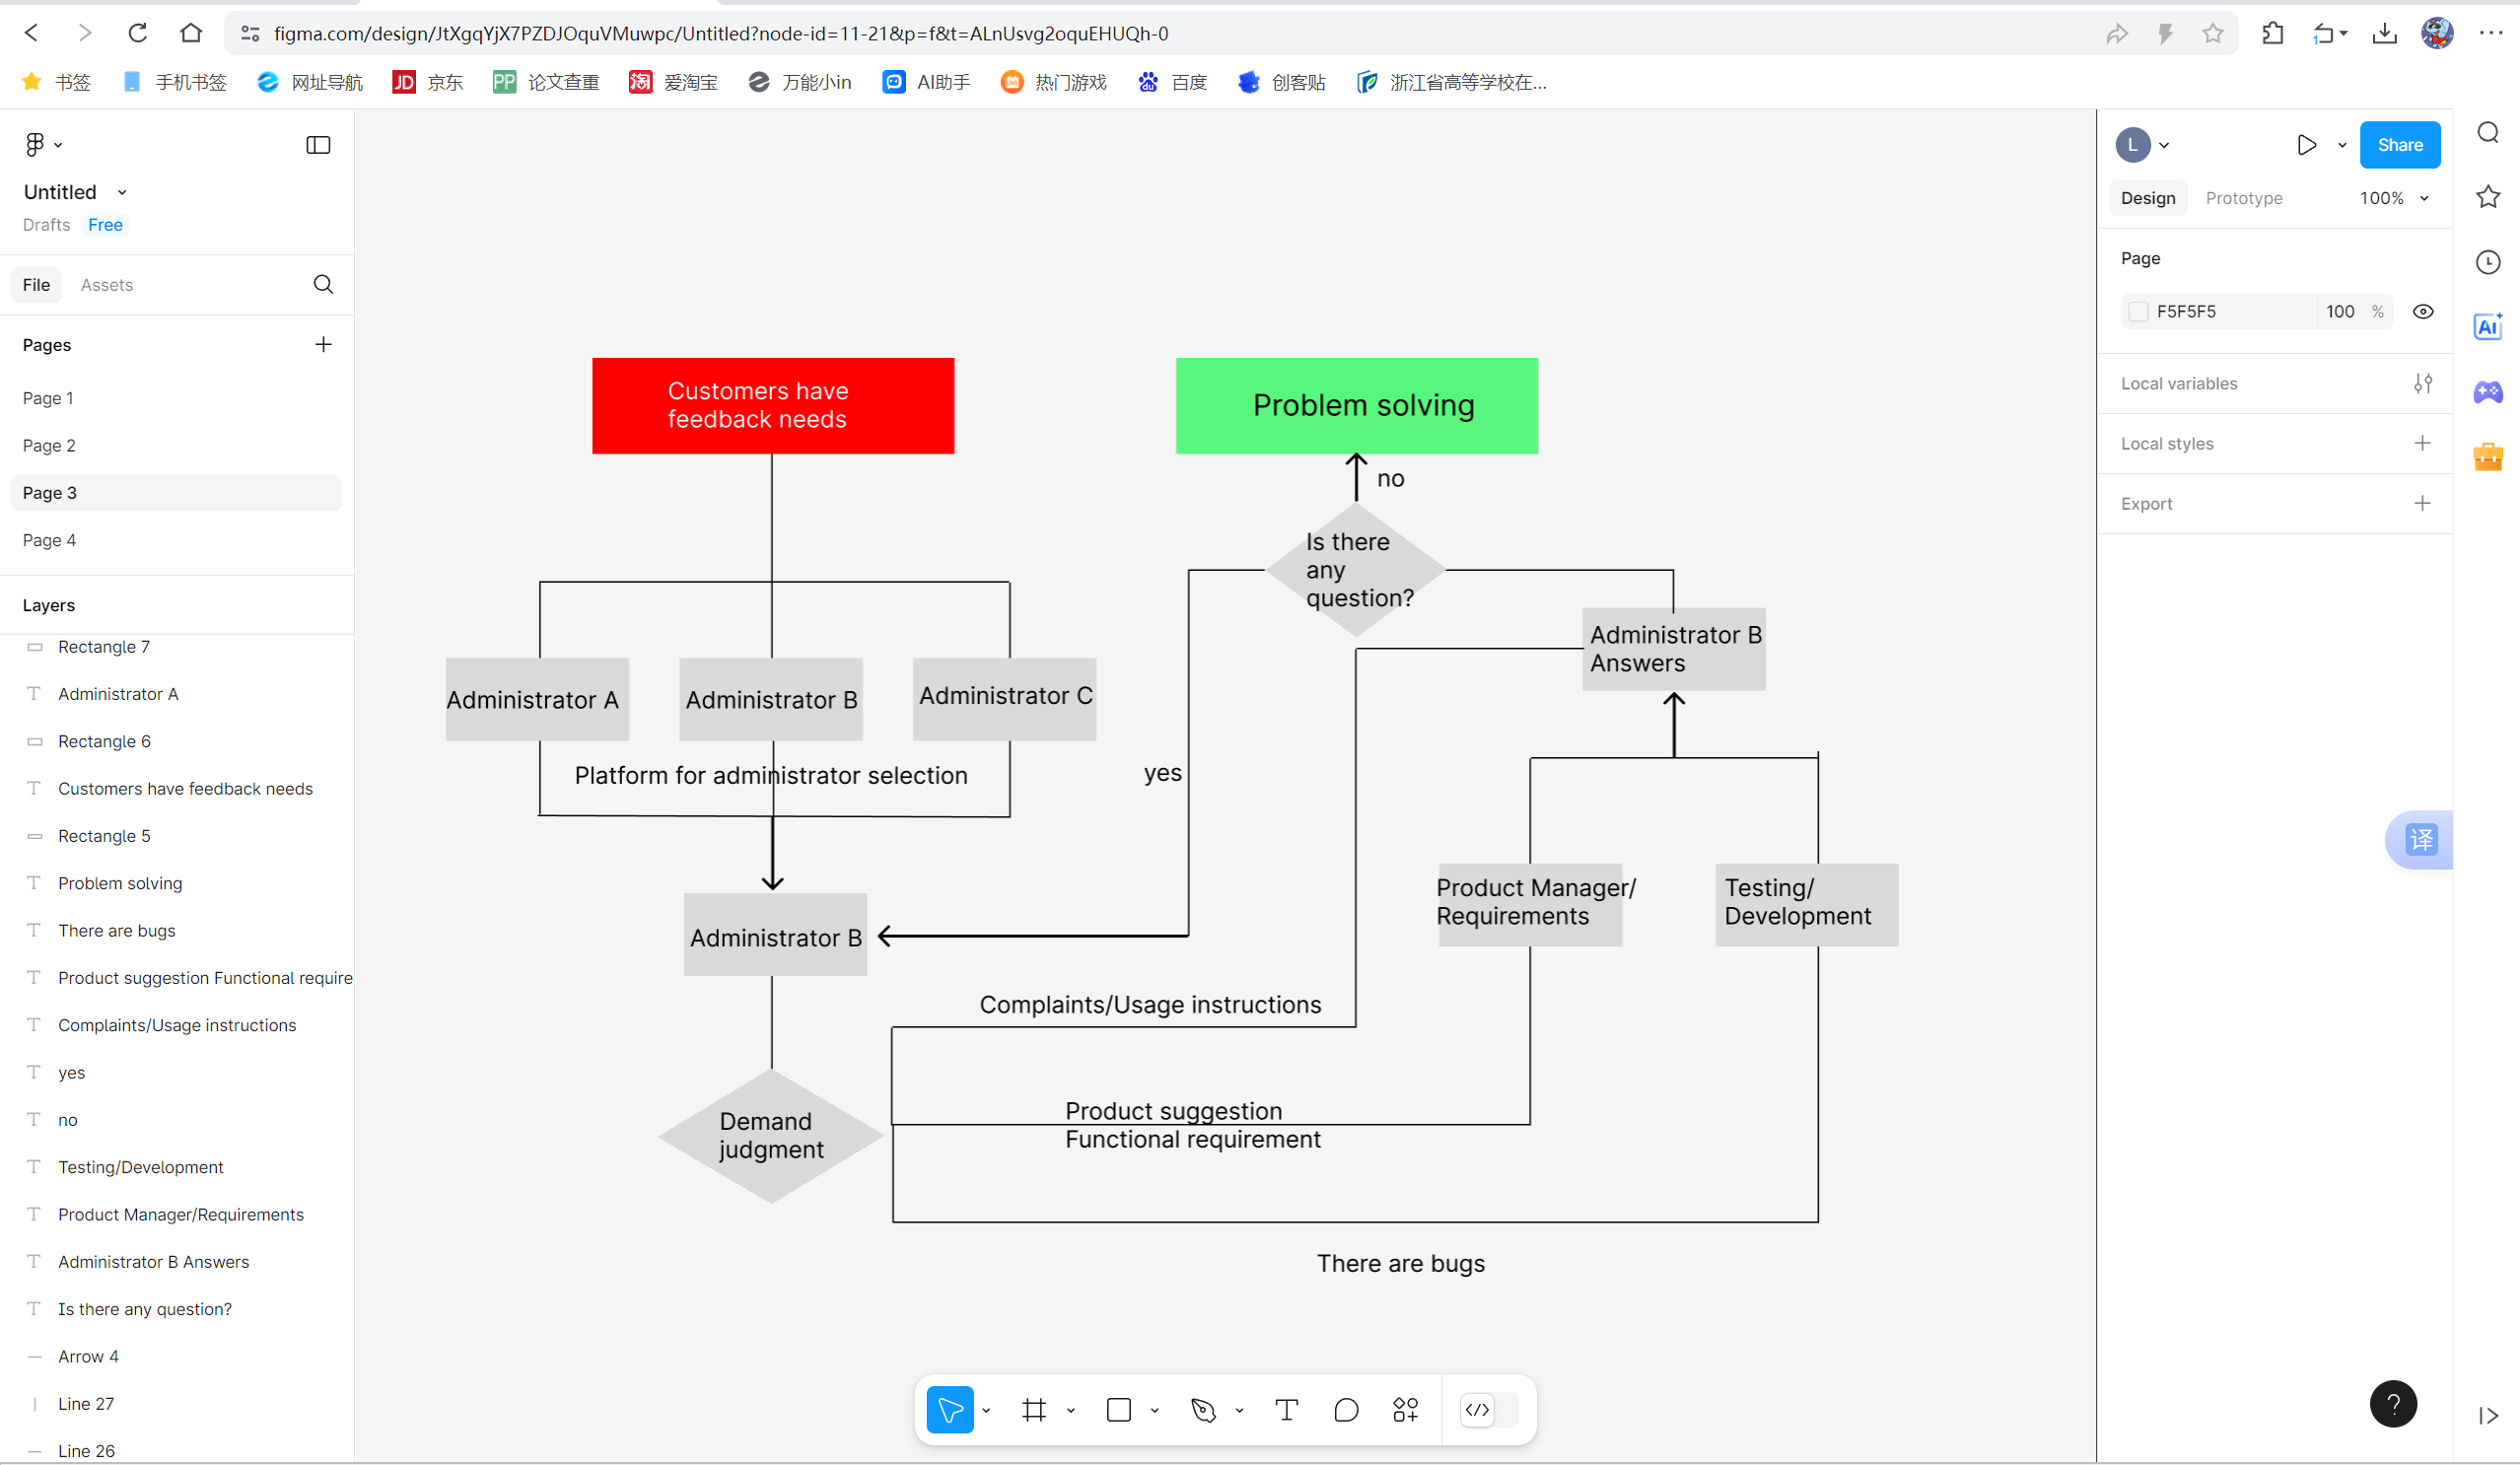 figma.com/design/JtXgqYjX7PZDJOquVMuwpc/Untitled?node-id=11-21&p=f&t=ALnUsvg2oquEHUQh-0
书签 手机书签 网址导航 JD 京东 PP 论文查重 淘 爱淘宝 万能小in AI助手 热门游戏 百度 创客贴 浙江省高等学校在...
Untitled
Drafts Free
File Assets
Pages
Page 1
Page 2
Page 3
Page 4
Layers
Rectangle 7
Administrator A
Rectangle 6
Customers have feedback needs
Rectangle 5
Problem solving
There are bugs
Product suggestion Functional require
Complaints/Usage instructions
yes
no
Testing/Development
Product Manager/Requirements
Administrator B Answers
Is there any question?
Arrow 4
Line 27
Line 26
Customers have
feedback needs
Problem solving
no
Is there
any
question?
Administrator B
Answers
Administrator A
Administrator B
Administrator C
Platform for administrator selection
yes
Product Manager/
Requirements
Testing/
Development
Administrator B
Complaints/Usage instructions
Product suggestion
Functional requirement
Demand
judgment
There are bugs
L
Share
Design Prototype 100%
Page
F5F5F5 100 %
Local variables
Local styles
Export
AI
译
?